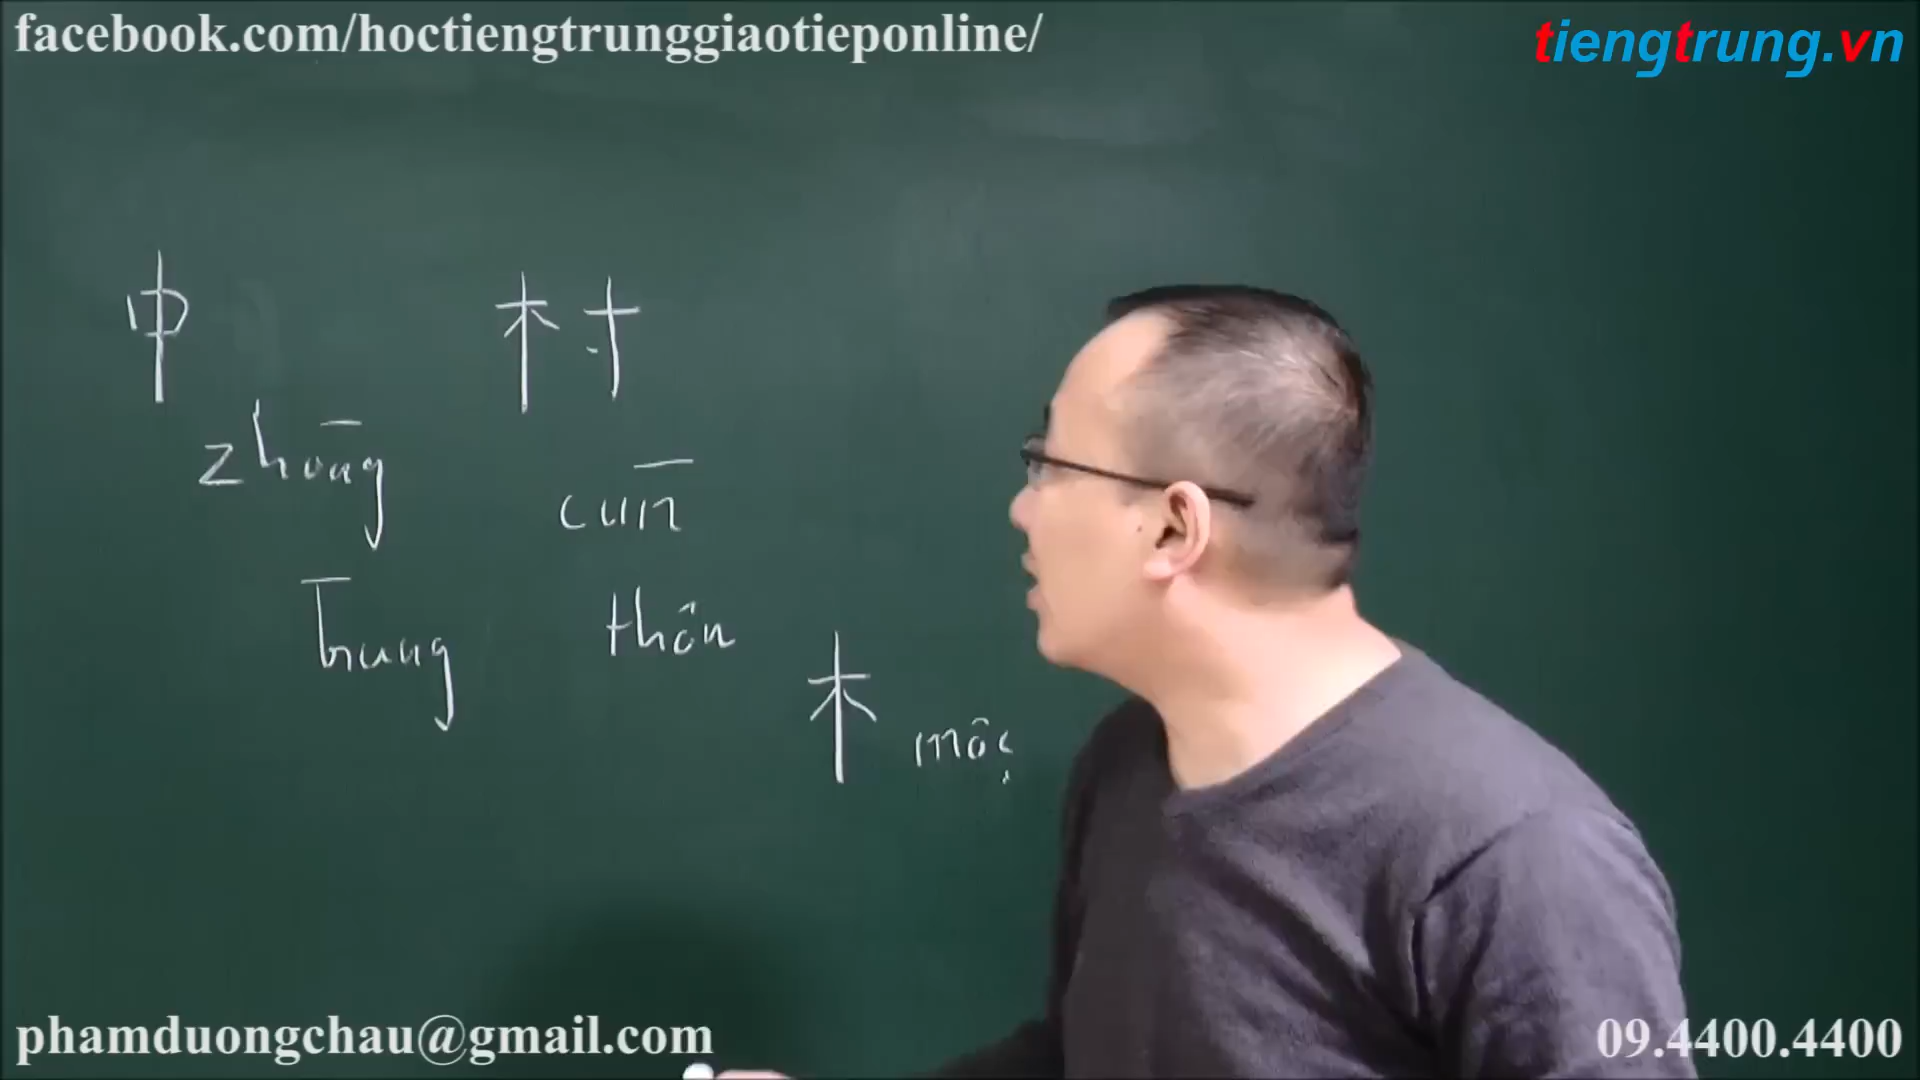 facebook.com/hoctiengtrunggiaotieponline/
tiengtrung.vn
中 村
zhōng cūn
Trung thôn
木 mộc
phamduongchau@gmail.com
09.4400.4400